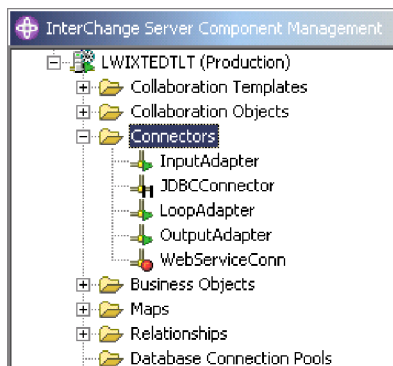 InterChange Server Component Management
LWIXTEDTLT (Production)
Collaboration Templates
Collaboration Objects
Connectors
InputAdapter
JDBCConnector
LoopAdapter
OutputAdapter
WebServiceConn
Business Objects
Maps
Relationships
Database Connection Pools